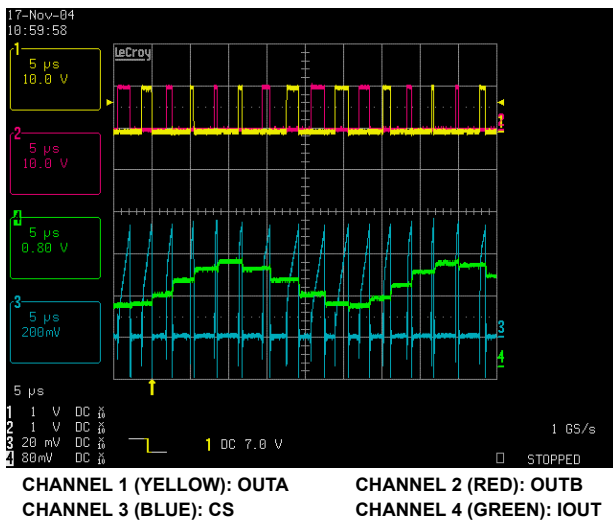 17-Nov-04
10:59:58
LeCroy
1
5 µs
10.0 V
2
5 µs
10.0 V
4
5 µs
0.80 V
3
5 µs
200mV
3
4
5 µs
1 1 V DC
2 1 V DC
3 20 mV DC
4 80mV DC
1 DC 7.0 V
1 GS/s
STOPPED
CHANNEL 1 (YELLOW): OUTA CHANNEL 2 (RED): OUTB
CHANNEL 3 (BLUE): CS CHANNEL 4 (GREEN): IOUT